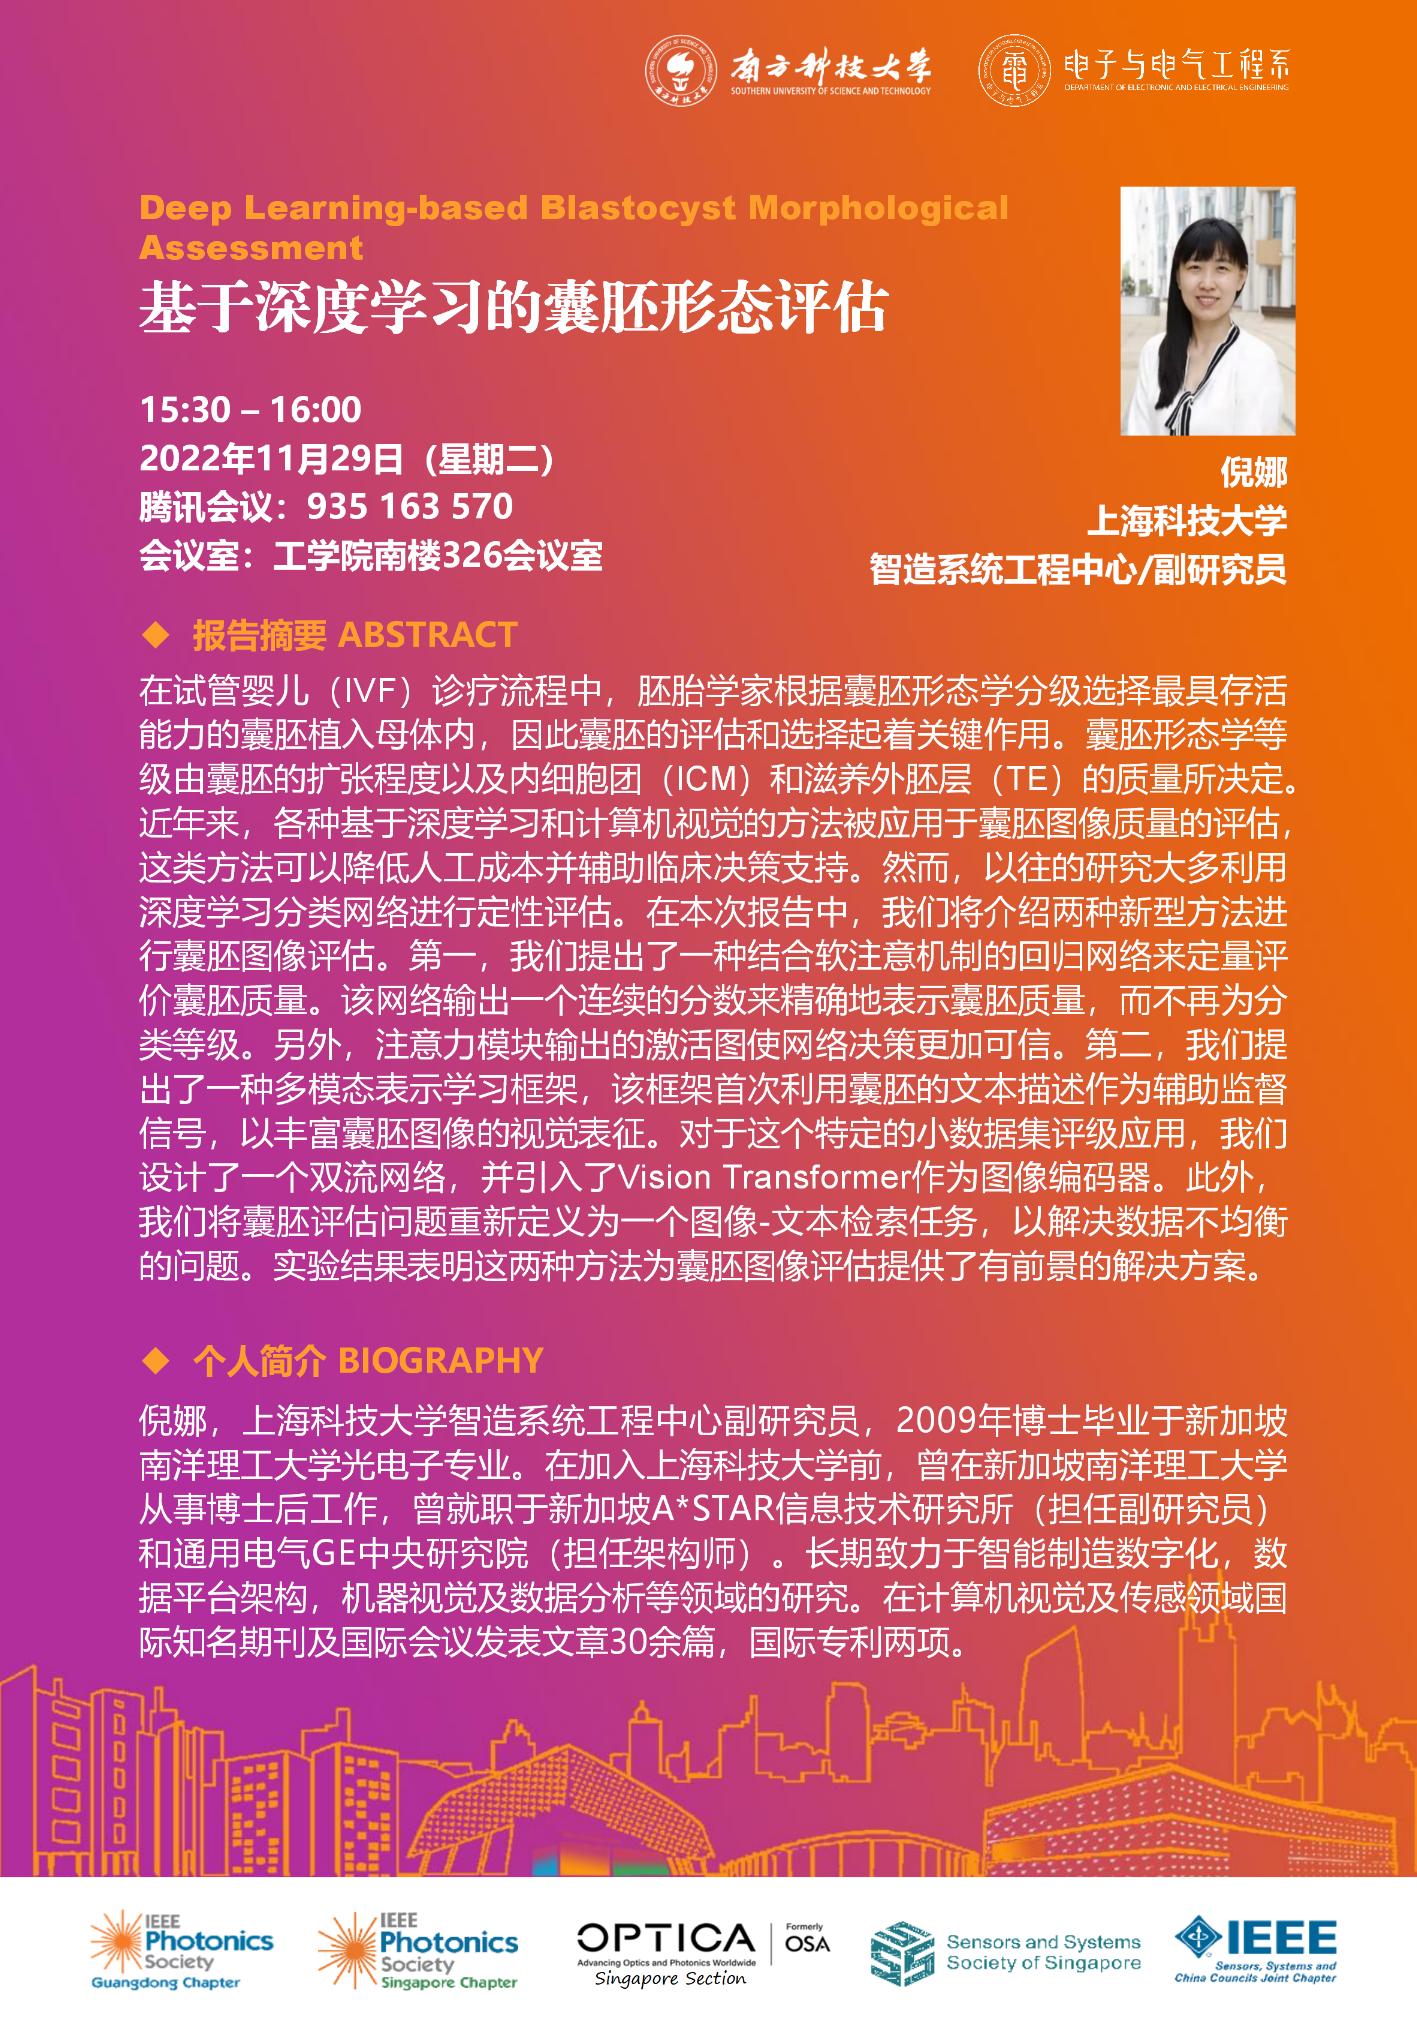 南方科技大学
SOUTHERN UNIVERSITY OF SCIENCE AND TECHNOLOGY
電
电子与电气工程系
DEPARTMENT OF ELECTRONIC AND ELECTRICAL ENGINEERING
Deep Learning-based Blastocyst Morphological
Assessment
基于深度学习的囊胚形态评估
15:30 – 16:00
2022年11月29日（星期二）
腾讯会议：935 163 570
会议室：工学院南楼326会议室
倪娜
上海科技大学
智造系统工程中心/副研究员
◆ 报告摘要 ABSTRACT
在试管婴儿（IVF）诊疗流程中，胚胎学家根据囊胚形态学分级选择最具存活
能力的囊胚植入母体内，因此囊胚的评估和选择起着关键作用。囊胚形态学等
级由囊胚的扩张程度以及内细胞团（ICM）和滋养外胚层（TE）的质量所决定。
近年来，各种基于深度学习和计算机视觉的方法被应用于囊胚图像质量的评估，
这类方法可以降低人工成本并辅助临床决策支持。然而，以往的研究大多利用
深度学习分类网络进行定性评估。在本次报告中，我们将介绍两种新型方法进
行囊胚图像评估。第一，我们提出了一种结合软注意机制的回归网络来定量评
价囊胚质量。该网络输出一个连续的分数来精确地表示囊胚质量，而不再为分
类等级。另外，注意力模块输出的激活图使网络决策更加可信。第二，我们提
出了一种多模态表示学习框架，该框架首次利用囊胚的文本描述作为辅助监督
信号，以丰富囊胚图像的视觉表征。对于这个特定的小数据集评级应用，我们
设计了一个双流网络，并引入了Vision Transformer作为图像编码器。此外，
我们将囊胚评估问题重新定义为一个图像-文本检索任务，以解决数据不均衡
的问题。实验结果表明这两种方法为囊胚图像评估提供了有前景的解决方案。
◆ 个人简介 BIOGRAPHY
倪娜，上海科技大学智造系统工程中心副研究员，2009年博士毕业于新加坡
南洋理工大学光电子专业。在加入上海科技大学前，曾在新加坡南洋理工大学
从事博士后工作，曾就职于新加坡A*STAR信息技术研究所（担任副研究员）
和通用电气GE中央研究院（担任架构师）。长期致力于智能制造数字化，数
据平台架构，机器视觉及数据分析等领域的研究。在计算机视觉及传感领域国
际知名期刊及国际会议发表文章30余篇，国际专利两项。
IEEE
Photonics
Society
Guangdong Chapter
IEEE
Photonics
Society
Singapore Chapter
OPTICA
Formerly
OSA
Advancing Optics and Photonics Worldwide
Singapore Section
Sensors and Systems
Society of Singapore
IEEE
Sensors, Systems and
China Councils Joint Chapter